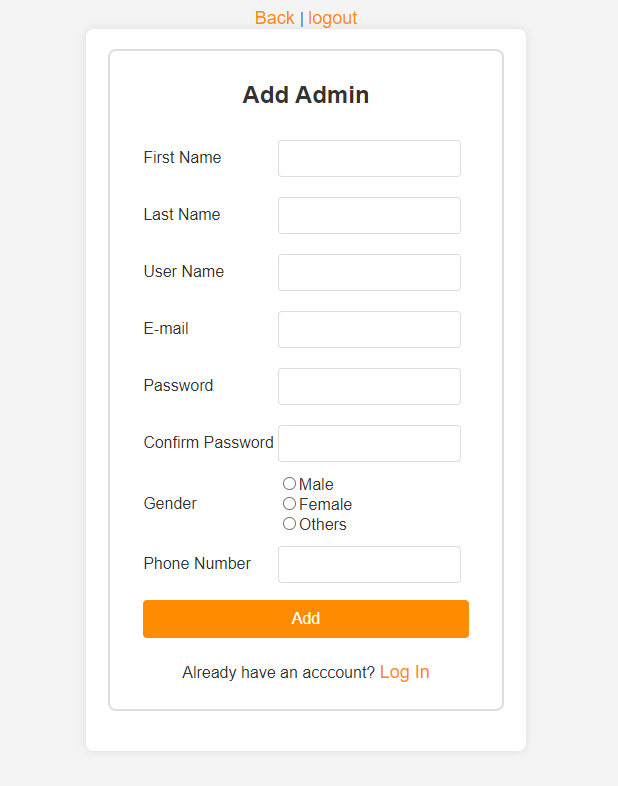 Back | logout
Add Admin
First Name
Last Name
User Name
E-mail
Password
Confirm Password
Gender
Male
Female
Others
Phone Number
Add
Already have an acccount? Log In